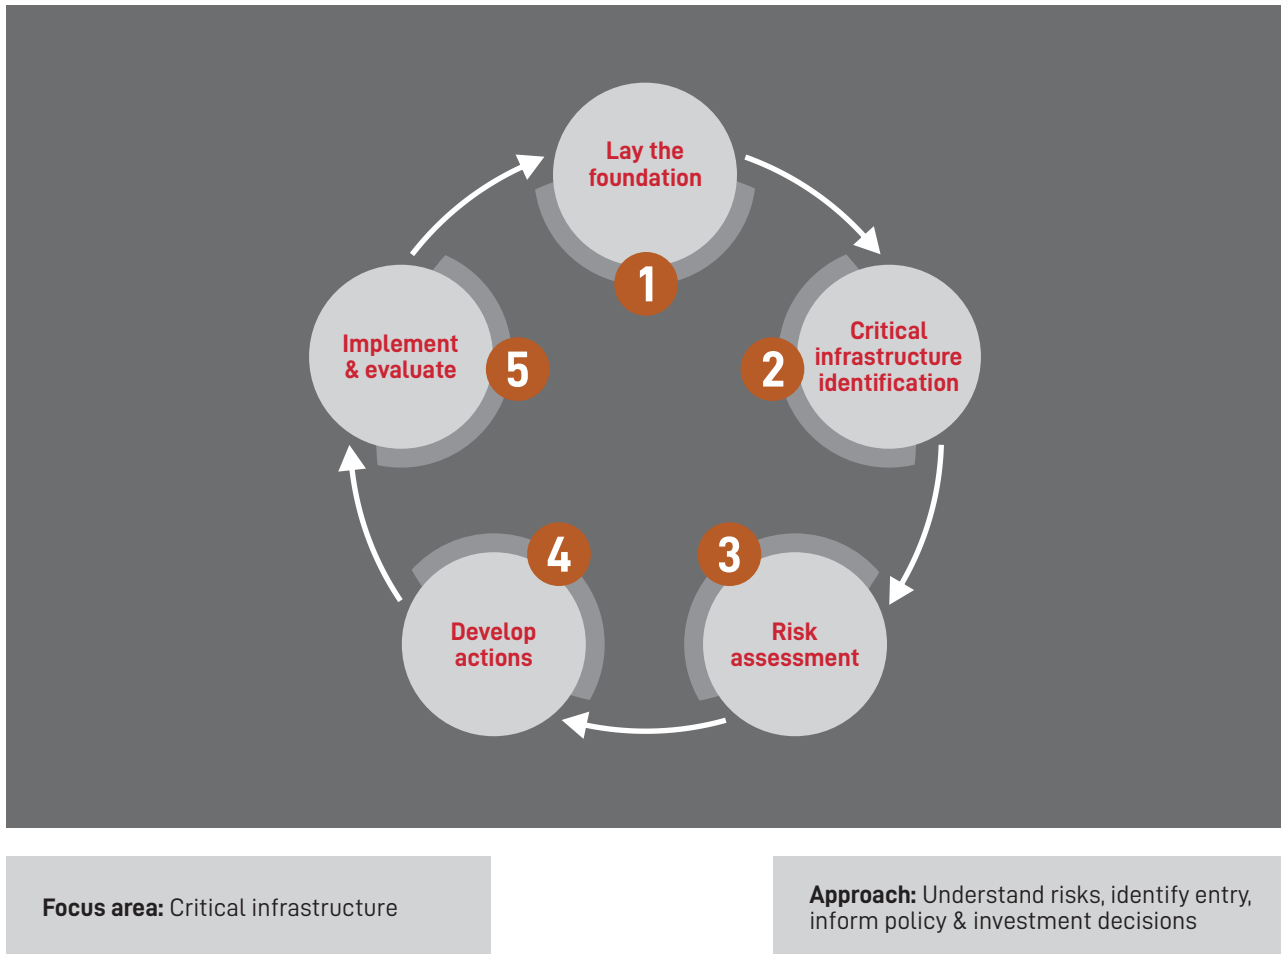 Lay the
foundation
1
Critical
infrastructure
identification
2
Risk
assessment
3
Develop
actions
4
Implement
& evaluate
5
Focus area: Critical infrastructure
Approach: Understand risks, identify entry,
inform policy & investment decisions